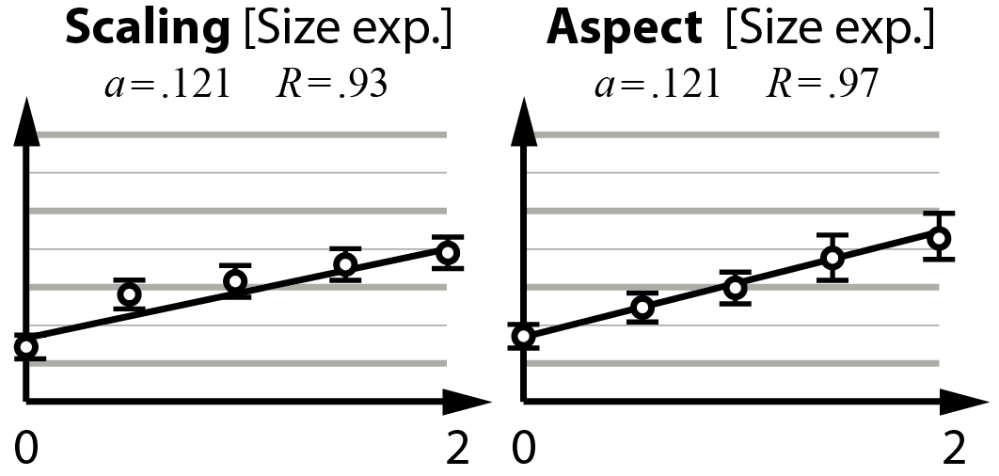 Scaling [Size exp.]
a=.121 R=.93
0 2
Aspect [Size exp.]
a=.121 R=.97
0 2